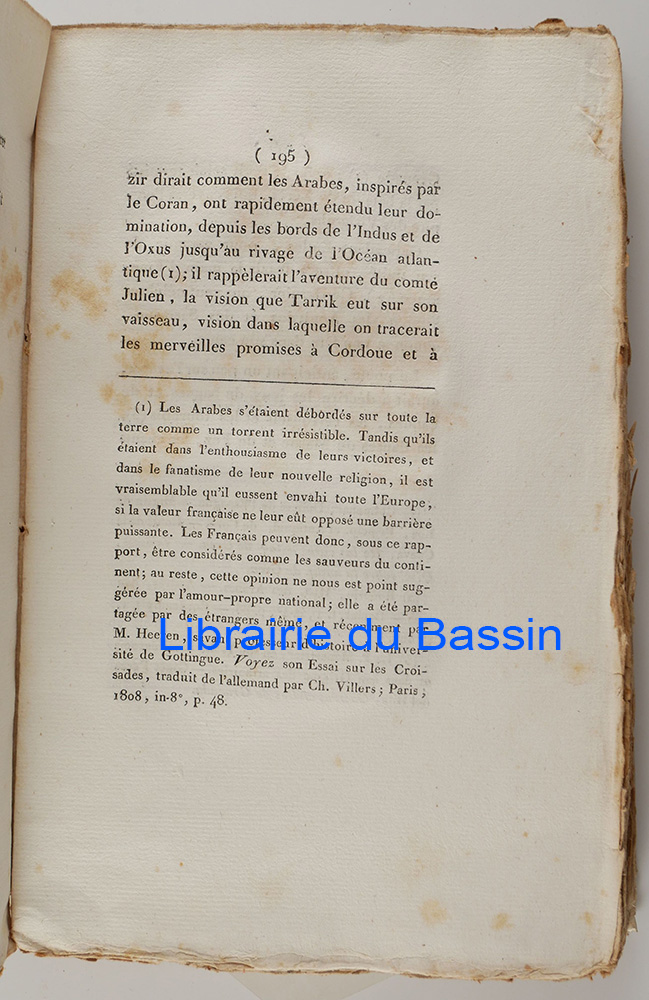 ( 195 )
zir dirait comment les Arabes, inspirés par
le Coran, ont rapidement étendu leur do-
mination, depuis les bords de l'Indus et de
l'Oxus jusqu'au rivage de l'Océan atlan-
tique (1); il rappèlerait l'aventure du comte
Julien, la vision que Tarrik eut sur son
vaisseau, vision dans laquelle on tracerait
les merveilles promises à Cordoue et à
(1) Les Arabes s'étaient débordés sur toute la
terre comme un torrent irrésistible. Tandis qu'ils
étaient dans l'enthousiasme de leurs victoires, et
dans le fanatisme de leur nouvelle religion, il est
vraisemblable qu'il eussent envahi toute l'Europe,
si la valeur française ne leur eût opposé une barrière
puissante. Les Français peuvent donc, sous ce rap-
port, être considérés comme les sauveurs du conti-
nent; au reste, cette opinion ne nous est point sug-
gérée par l'amour-propre national; elle a été par-
tagée par des étrangers même, et récemment par
M. Heeren, savant professeur d'histoire à l'univer-
sité de Gottingue. Voyez son Essai sur les Croi-
sades, traduit de l'allemand par Ch. Villers; Paris,
1808, in-8°, p. 48.
Librairie du Bassin